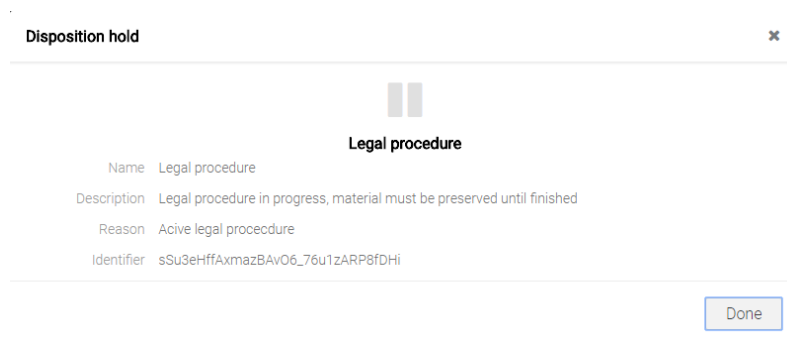 Disposition hold
Legal procedure
Name Legal procedure
Description Legal procedure in progress, material must be preserved until finished
Reason Acive legal procecdure
Identifier sSu3eHffAxmazBAvO6_76u1zARP8fDHi
Done